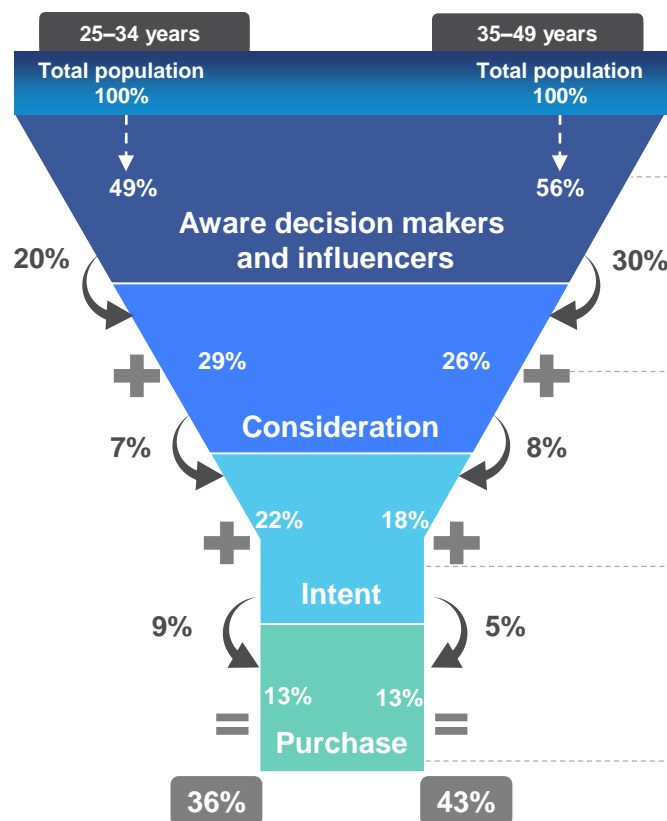 25–34 years
35–49 years
Total population
100%
Total population
100%
49%
56%
Aware decision makers
and influencers
20%
30%
29%
26%
+
+
Consideration
7%
8%
22%
18%
+
+
Intent
9%
5%
13%
13%
=
=
Purchase
36%
43%